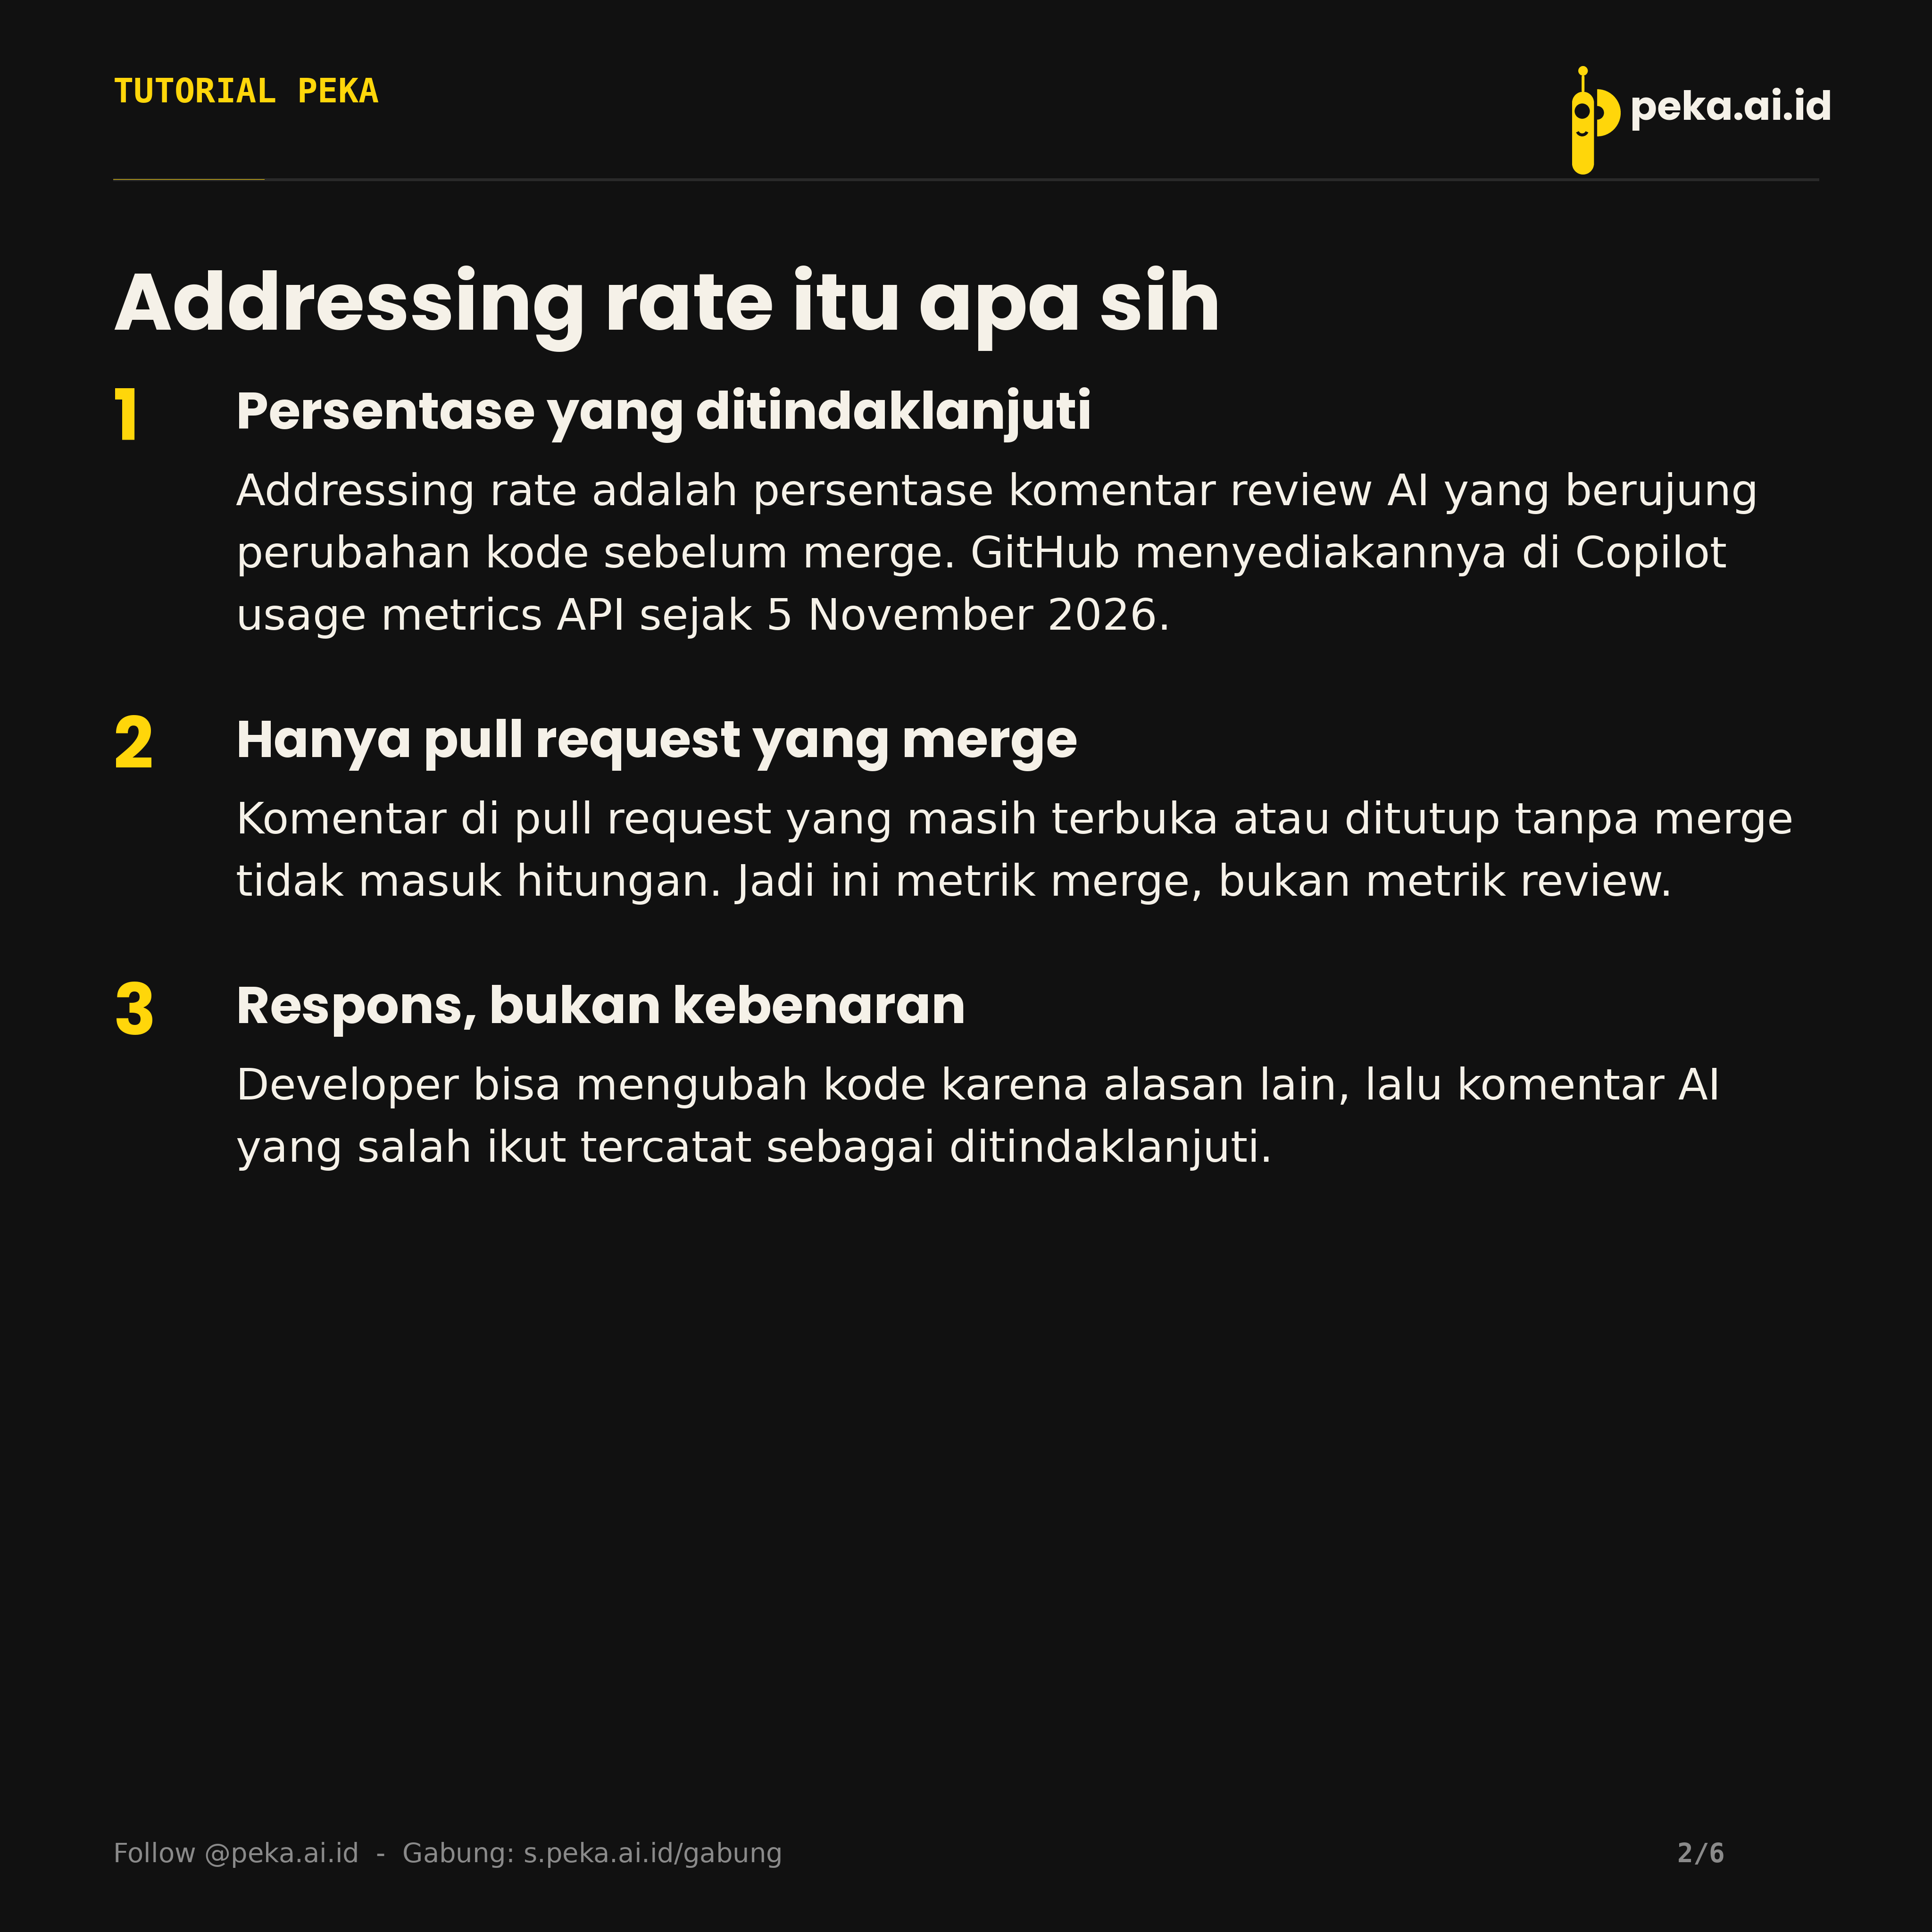 TUTORIAL PEKA
peka.ai.id
Addressing rate itu apa sih
1
Persentase yang ditindaklanjuti
Addressing rate adalah persentase komentar review AI yang berujung
perubahan kode sebelum merge. GitHub menyediakannya di Copilot
usage metrics API sejak 5 November 2026.
2
Hanya pull request yang merge
Komentar di pull request yang masih terbuka atau ditutup tanpa merge
tidak masuk hitungan. Jadi ini metrik merge, bukan metrik review.
3
Respons, bukan kebenaran
Developer bisa mengubah kode karena alasan lain, lalu komentar AI
yang salah ikut tercatat sebagai ditindaklanjuti.
Follow @peka.ai.id - Gabung: s.peka.ai.id/gabung
2/6